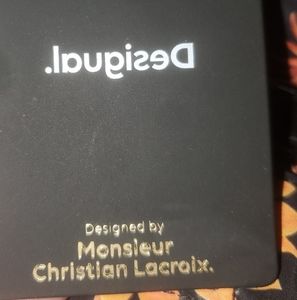 Desigual.
Designed by
Monsieur
Christian Lacroix.